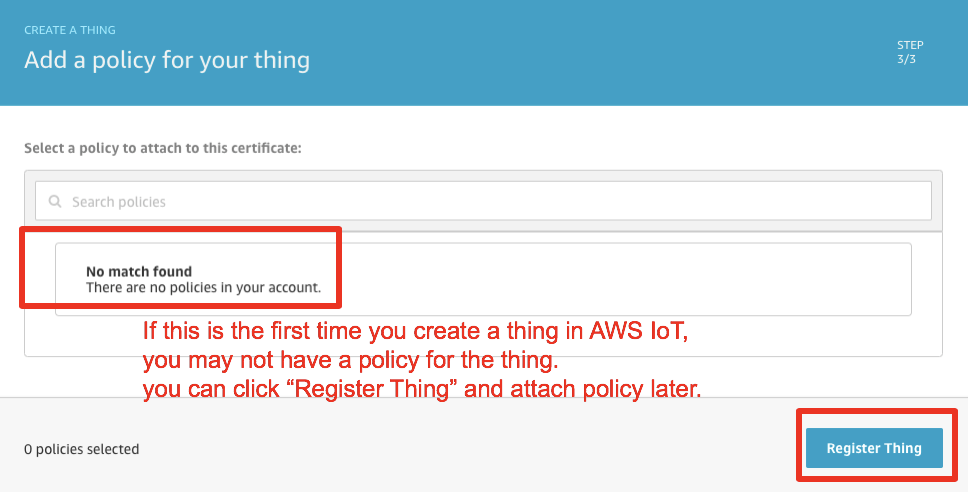 CREATE A THING
Add a policy for your thing
STEP
3/3
Select a policy to attach to this certificate:
Search policies
No match found
There are no policies in your account.
If this is the first time you create a thing in AWS IoT,
you may not have a policy for the thing.
you can click “Register Thing” and attach policy later.
0 policies selected
Register Thing